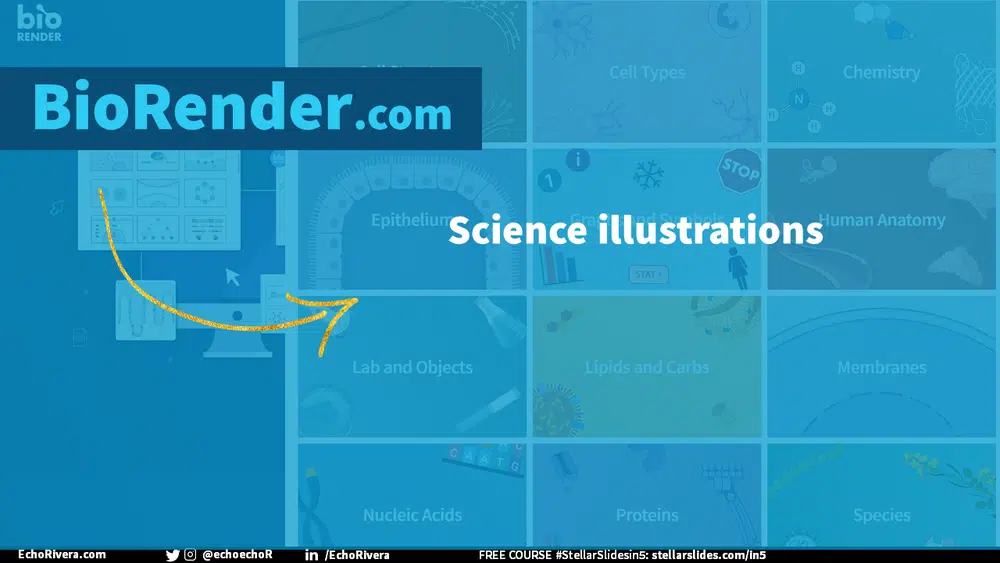 bio
RENDER
BioRender.com
Cell Types
Chemistry
N
H
H
H
H
i
1
STOP
Epithelium
Science illustrations
Human Anatomy
STAT
Lab and Objects
Lipids and Carbs
Membranes
C A A T G
Nucleic Acids
Proteins
Species
EchoRivera.com
@echoechoR
in /EchoRivera
FREE COURSE #StellarSlidesin5: stellarslides.com/in5